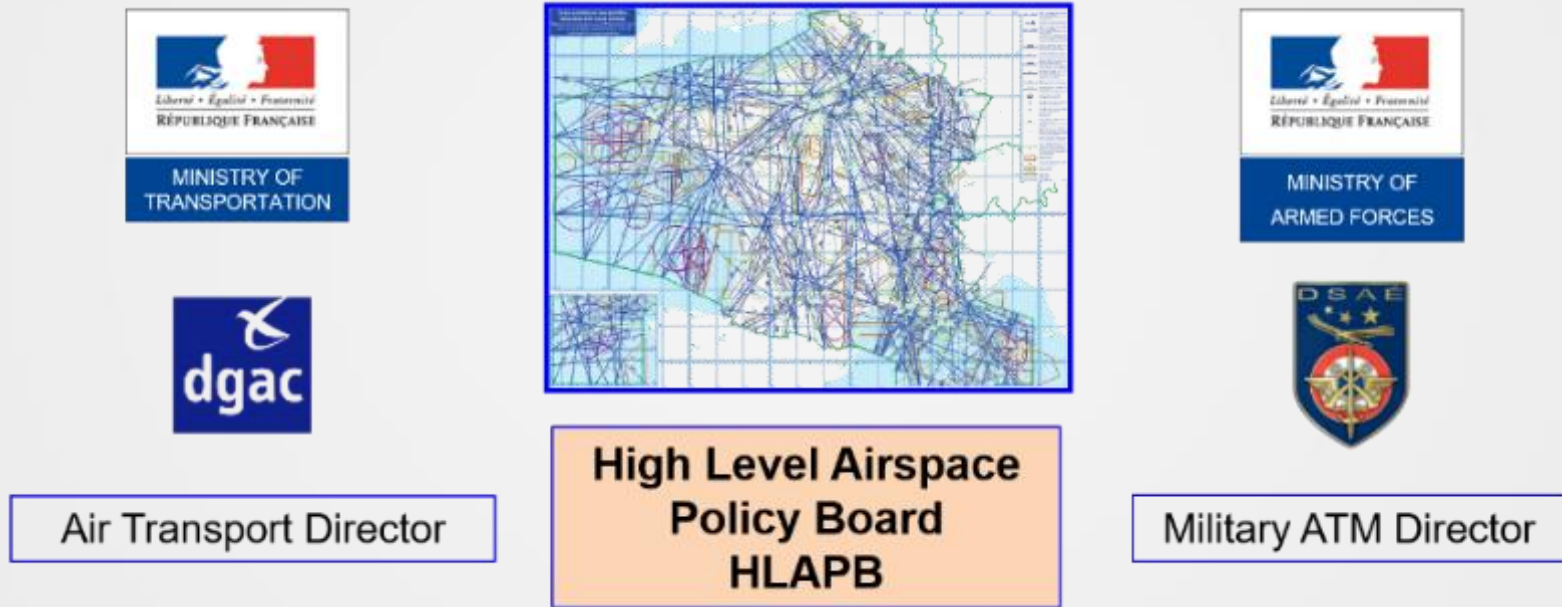 Liberté • Égalité • Fraternité
RÉPUBLIQUE FRANÇAISE
MINISTRY OF
TRANSPORTATION
dgac
Air Transport Director
High Level Airspace
Policy Board
HLAPB
Liberté • Égalité • Fraternité
RÉPUBLIQUE FRANÇAISE
MINISTRY OF
ARMED FORCES
DSAÉ
Military ATM Director